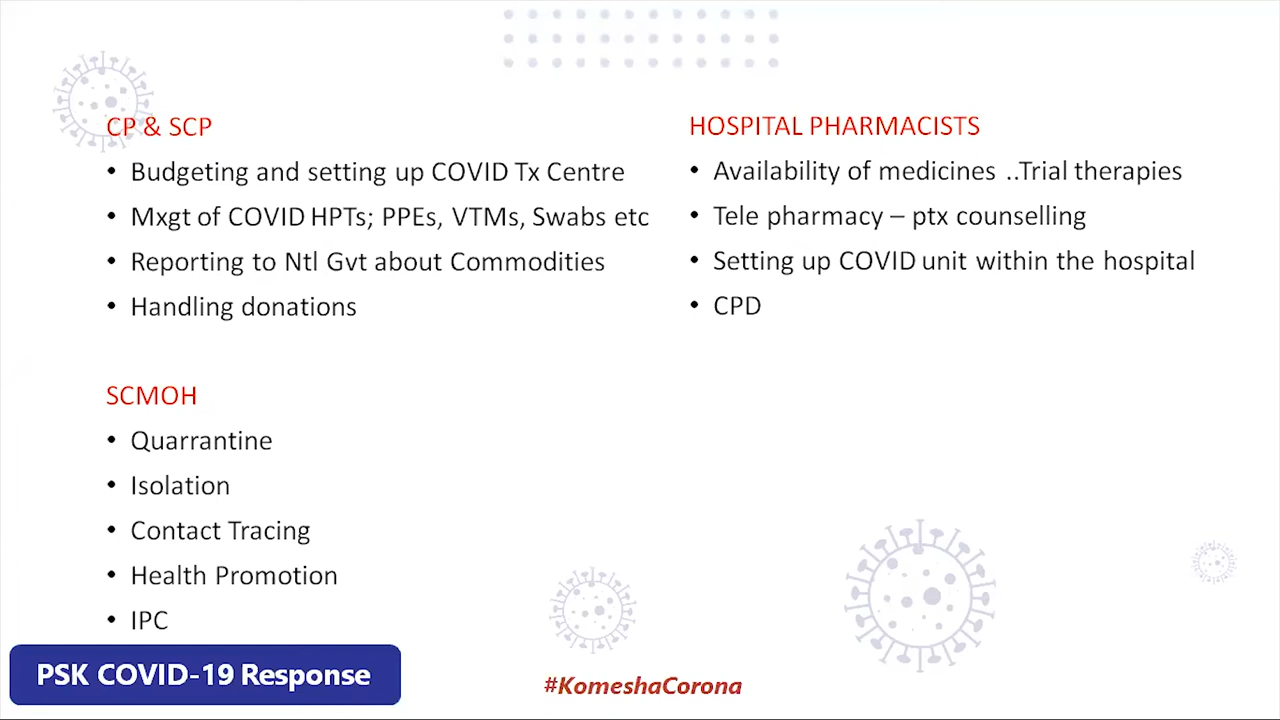 CP & SCP
• Budgeting and setting up COVID Tx Centre
• Mxgt of COVID HPTs; PPEs, VTMs, Swabs etc
• Reporting to Ntl Gvt about Commodities
• Handling donations
SCMOH
• Quarrantine
• Isolation
• Contact Tracing
• Health Promotion
• IPC
HOSPITAL PHARMACISTS
• Availability of medicines ..Trial therapies
• Tele pharmacy – ptx counselling
• Setting up COVID unit within the hospital
• CPD
PSK COVID-19 Response
#KomeshaCorona